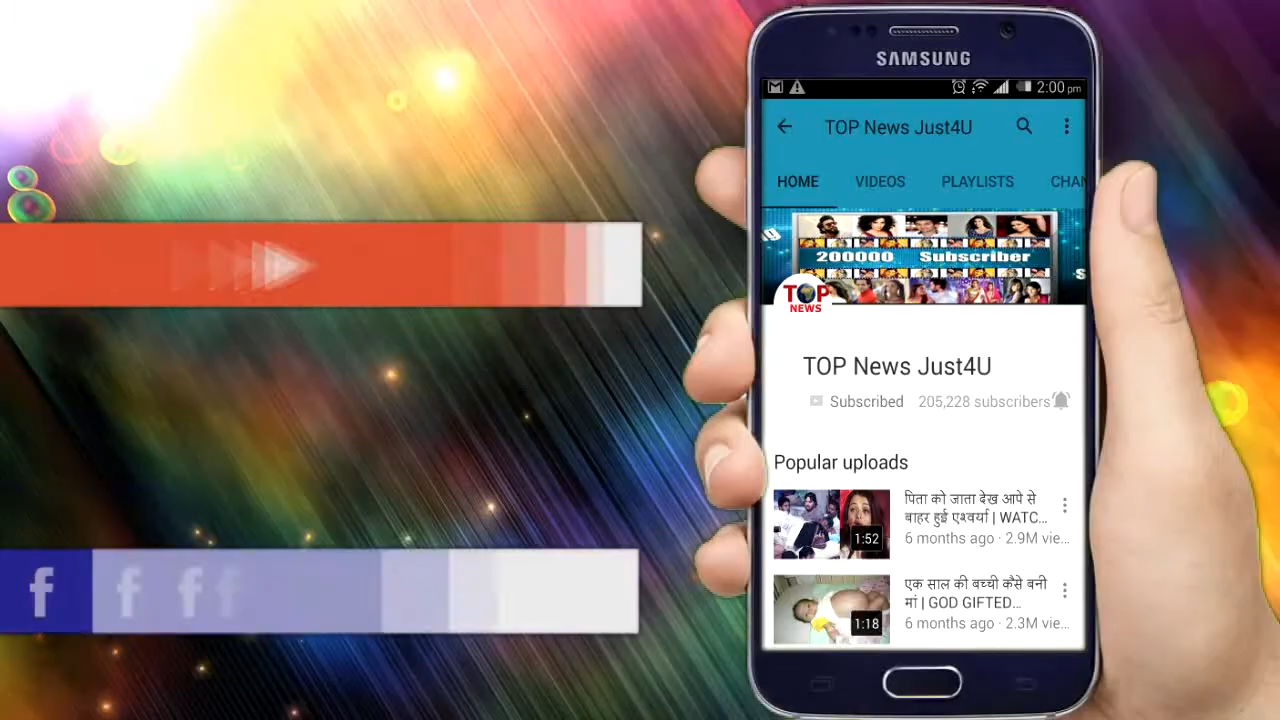 SAMSUNG
2:00 pm
TOP News Just4U
HOME VIDEOS PLAYLISTS CHAN
200000 Subscriber
TOP
NEWS
TOP News Just4U
Subscribed 205,228 subscribers
Popular uploads
पिता को जाता देख आपे से
बाहर हुई एश्वर्या | WATC...
6 months ago · 2.9M vie...
1:52
एक साल की बच्ची कैसे बनी
मां | GOD GIFTED...
6 months ago · 2.3M vie...
1:18
f f f f